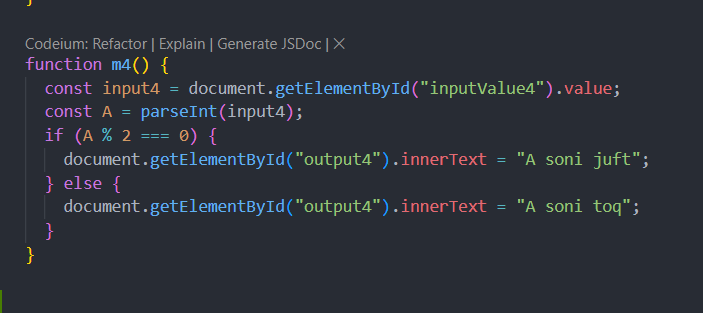 }
Codeium: Refactor | Explain | Generate JSDoc | ×
function m4() {
  const input4 = document.getElementById("inputValue4").value;
  const A = parseInt(input4);
  if (A % 2 === 0) {
    document.getElementById("output4").innerText = "A soni juft";
  } else {
    document.getElementById("output4").innerText = "A soni toq";
  }
}